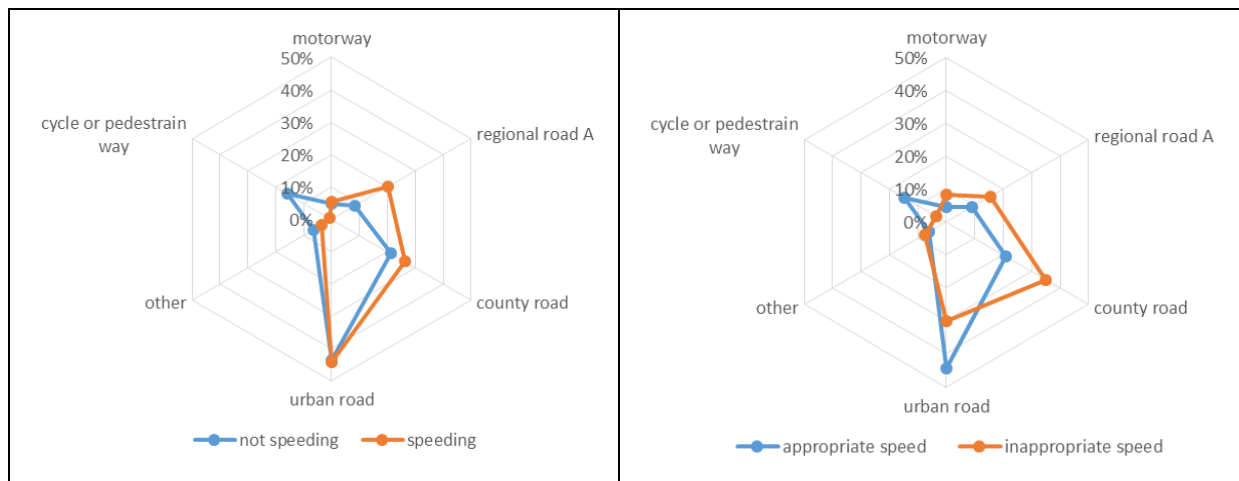 motorway
50%
40%
30%
20%
10%
0%
regional road A
county road
urban road
other
cycle or pedestrain
way
not speeding
speeding
motorway
50%
40%
30%
20%
10%
0%
regional road A
county road
urban road
other
cycle or pedestrain
way
appropriate speed
inappropriate speed